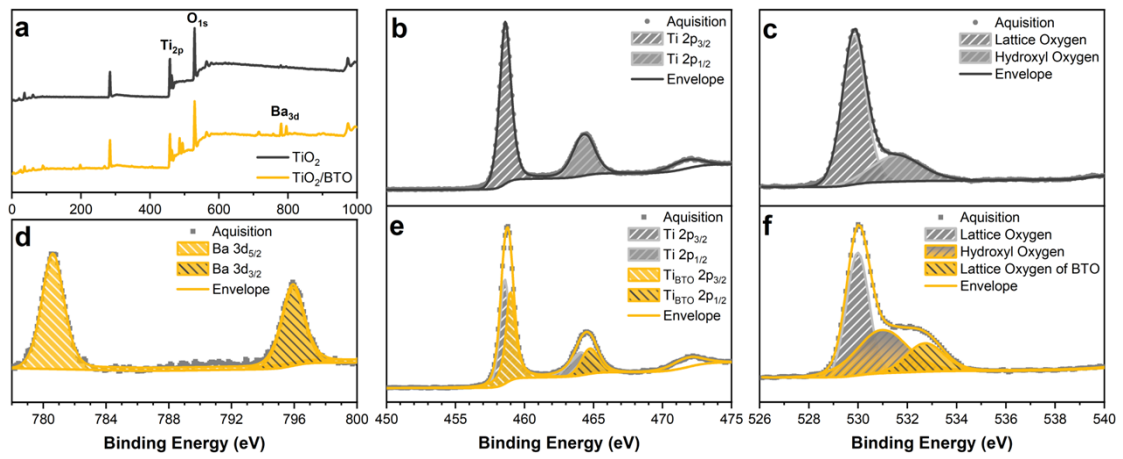 a
O1s
Ti2p
Ba3d
TiO2
TiO2/BTO
0 200 400 600 800 1000
b
Aquisition
Ti 2p3/2
Ti 2p1/2
Envelope
c
Aquisition
Lattice Oxygen
Hydroxyl Oxygen
Envelope
d
Aquisition
Ba 3d5/2
Ba 3d3/2
Envelope
780 784 788 792 796 800
Binding Energy (eV)
e
Aquisition
Ti 2p3/2
Ti 2p1/2
TiBTO 2p3/2
TiBTO 2p1/2
Envelope
450 455 460 465 470 475
Binding Energy (eV)
f
Aquisition
Lattice Oxygen
Hydroxyl Oxygen
Lattice Oxygen of BTO
Envelope
526 528 530 532 534 536 538 540
Binding Energy (eV)